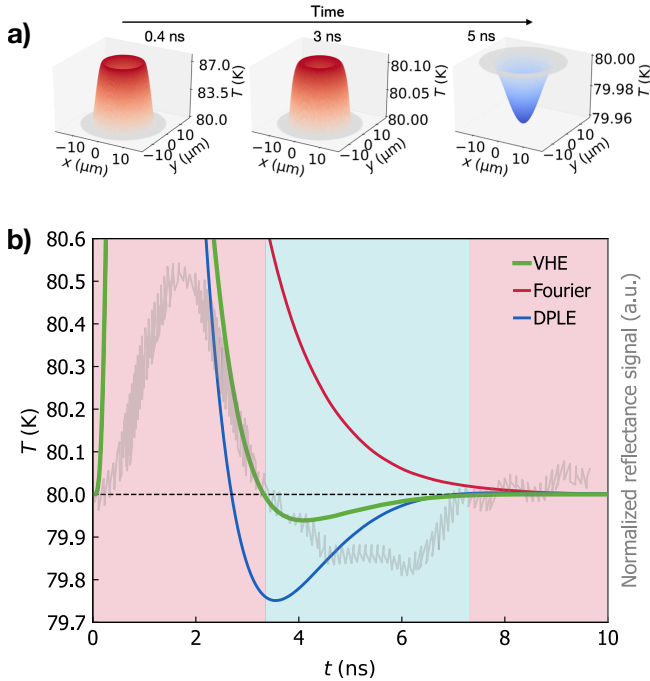 Time
a)
0.4 ns
3 ns
5 ns
87.0
83.5
80.0
T (K)
−10
0
10
x (μm)
−10
0
10
y (μm)
80.10
80.05
80.00
T (K)
−10
0
10
x (μm)
−10
0
10
y (μm)
80.00
79.98
79.96
T (K)
−10
0
10
x (μm)
−10
0
10
y (μm)
b)
80.6
80.5
80.4
80.3
80.2
80.1
80.0
79.9
79.8
79.7
T (K)
VHE
Fourier
DPLE
Normalized reflectance signal (a.u.)
0
2
4
6
8
10
t (ns)